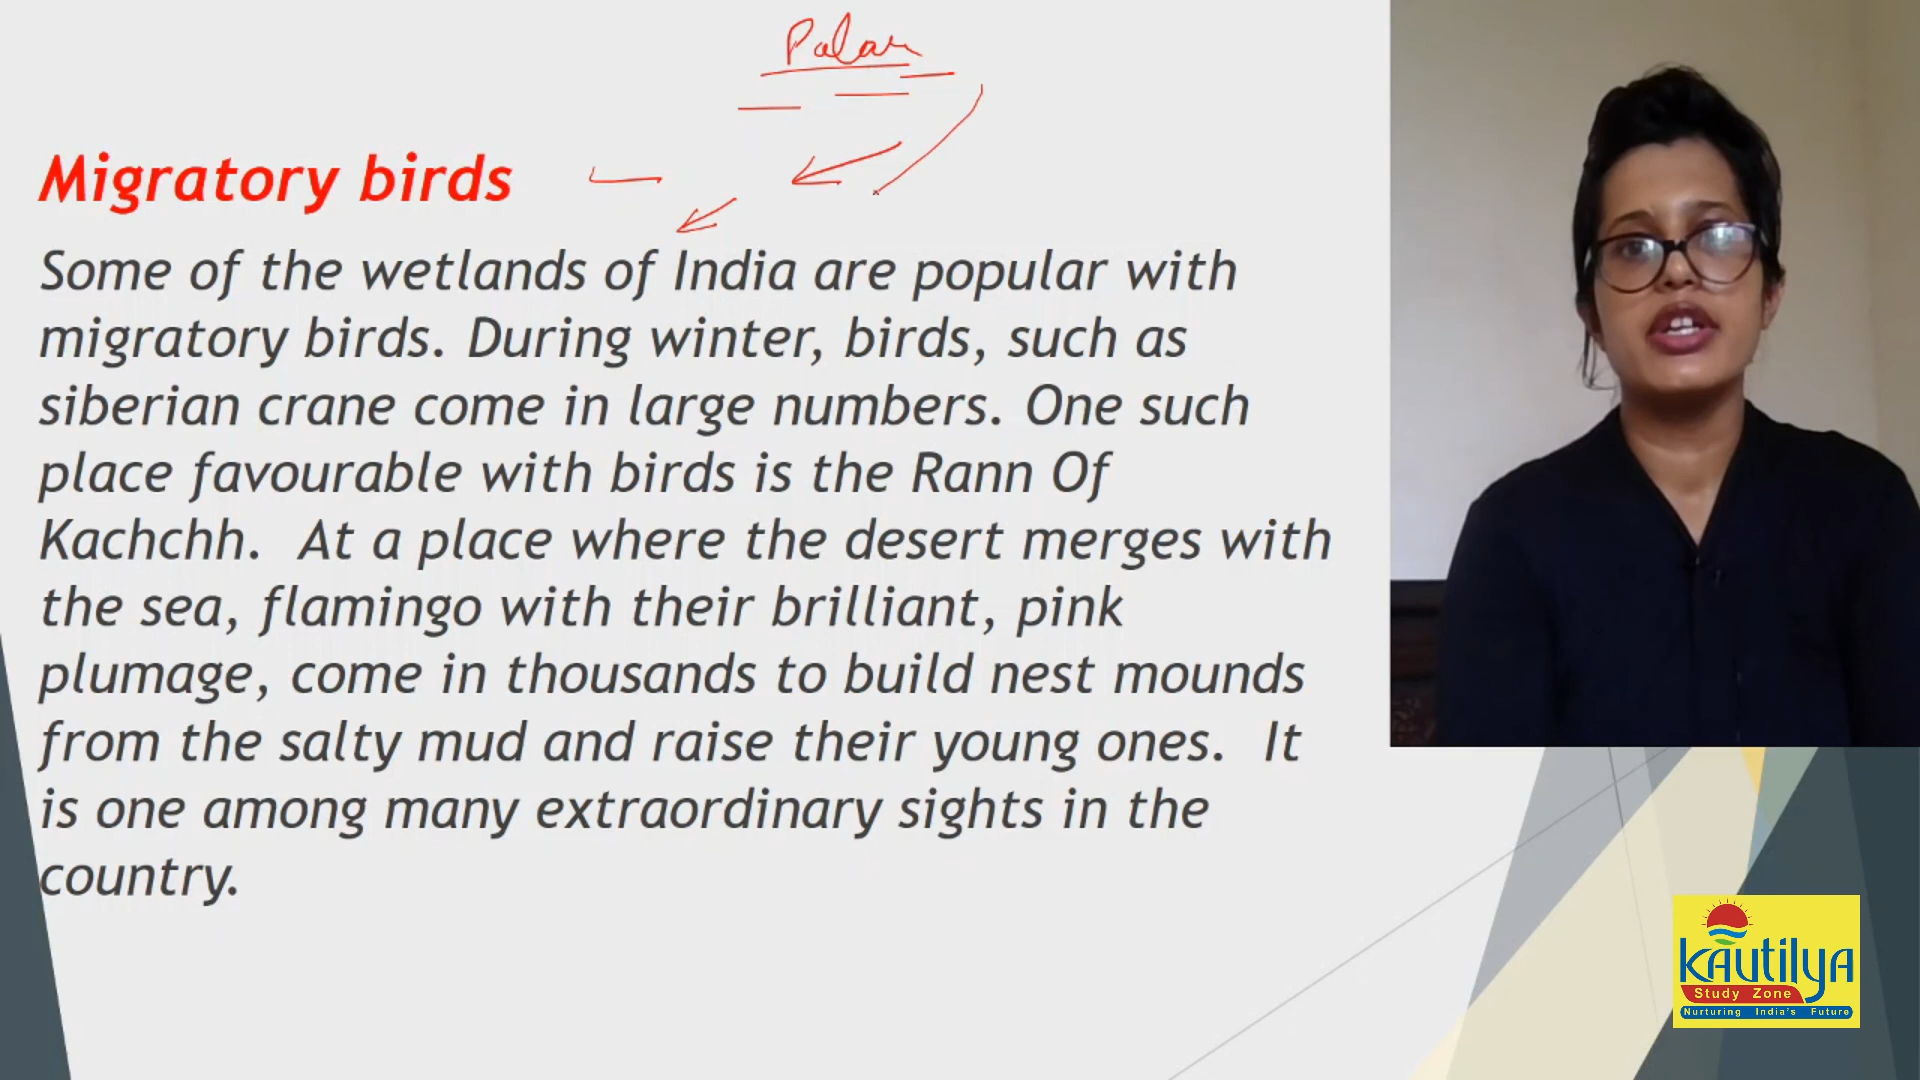 Polar
Migratory birds
Some of the wetlands of India are popular with
migratory birds. During winter, birds, such as
siberian crane come in large numbers. One such
place favourable with birds is the Rann Of
Kachchh.  At a place where the desert merges with
the sea, flamingo with their brilliant, pink
plumage, come in thousands to build nest mounds
from the salty mud and raise their young ones.  It
is one among many extraordinary sights in the
country.
kautilya
Study Zone
Nurturing India's Future